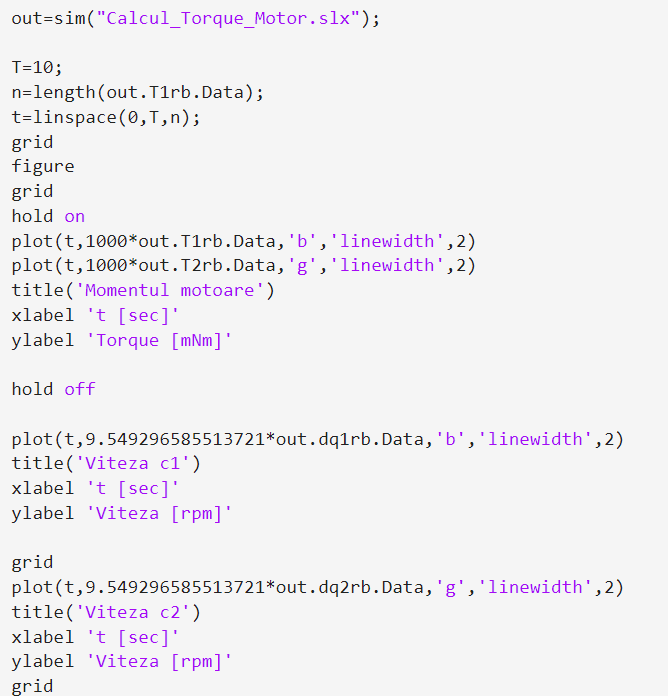 out=sim("Calcul_Torque_Motor.slx");
T=10;
n=length(out.T1rb.Data);
t=linspace(0,T,n);
grid
figure
grid
hold on
plot(t,1000*out.T1rb.Data,'b','linewidth',2)
plot(t,1000*out.T2rb.Data,'g','linewidth',2)
title('Momentul motoare')
xlabel 't [sec]'
ylabel 'Torque [mNm]'
hold off
plot(t,9.549296585513721*out.dq1rb.Data,'b','linewidth',2)
title('Viteza c1')
xlabel 't [sec]'
ylabel 'Viteza [rpm]'
grid
plot(t,9.549296585513721*out.dq2rb.Data,'g','linewidth',2)
title('Viteza c2')
xlabel 't [sec]'
ylabel 'Viteza [rpm]'
grid